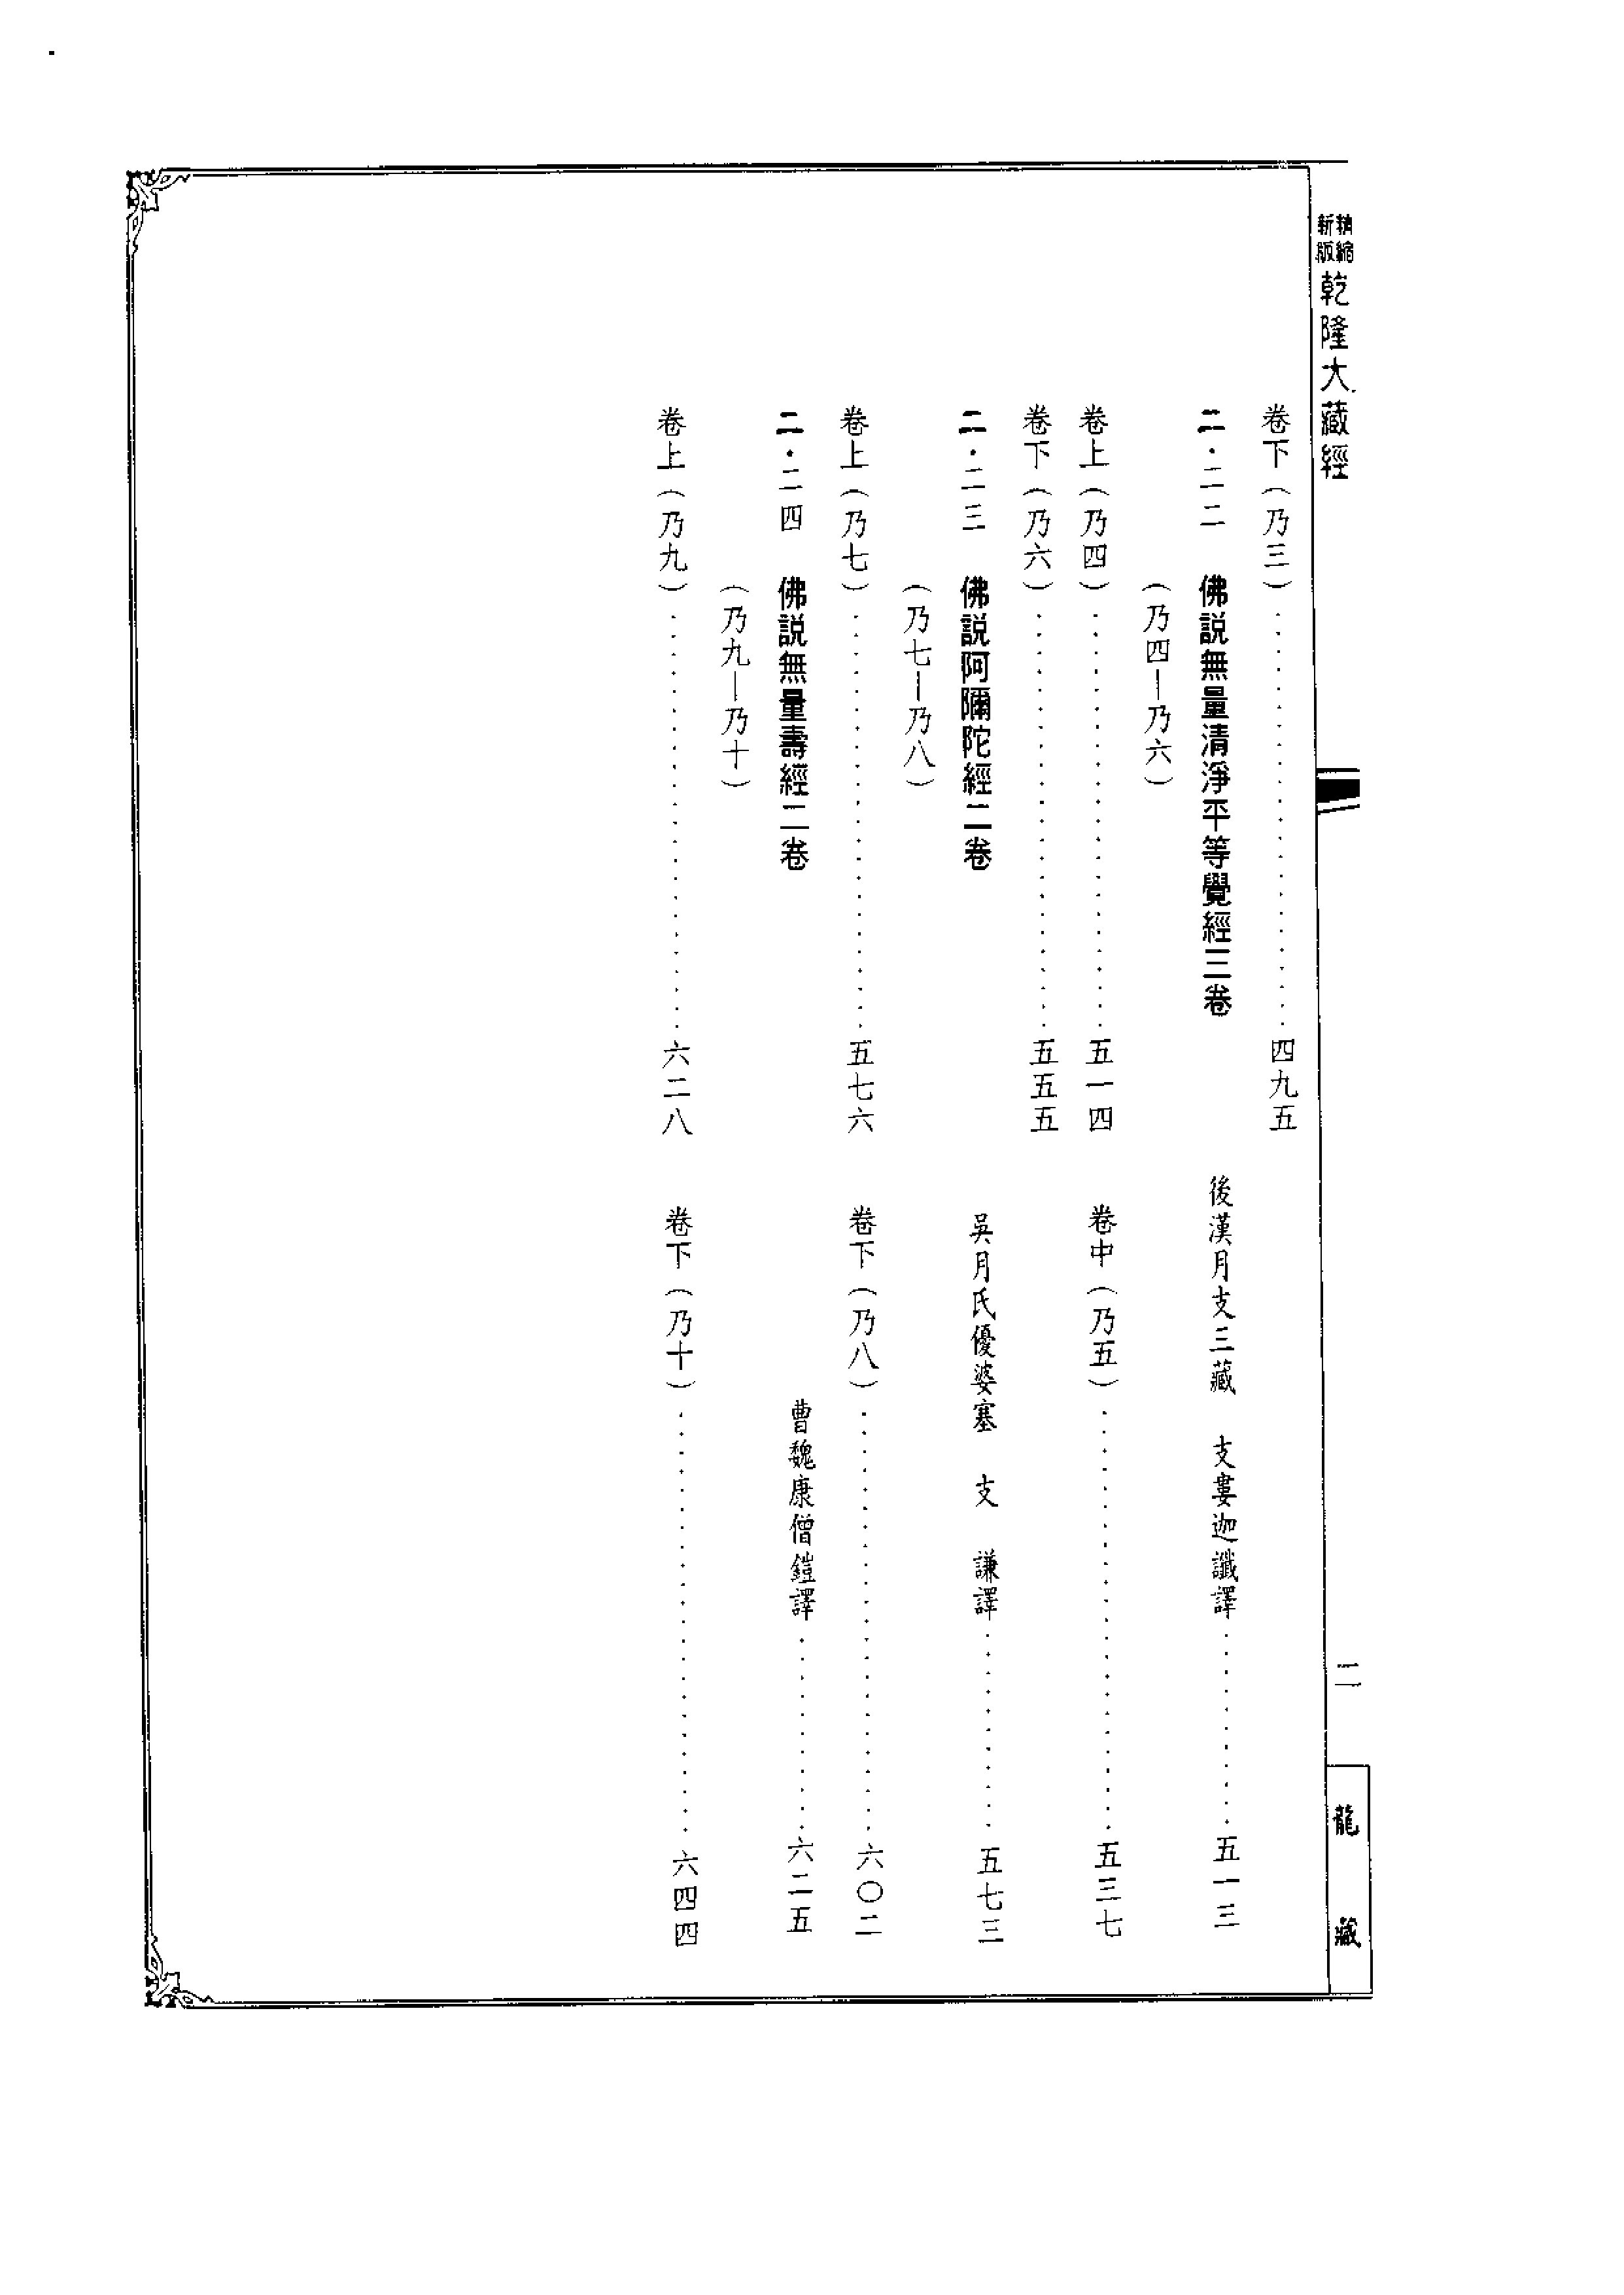 精縮新版 乾隆大藏經
卷下（乃三）……………………四九五
二·二二　佛説無量清淨平等覺經三卷　後漢月支三藏　支婁迦讖譯…………五一三
（乃四—乃六）
卷上（乃四）……………………五一四　卷中（乃五）……………………五三七
卷下（乃六）……………………五五五
二·二三　佛説阿彌陀經二卷　吳月氏優婆塞　支　謙譯…………五七三
（乃七—乃八）
卷上（乃七）……………………五七六　卷下（乃八）……………………六〇二
二·二四　佛説無量壽經二卷　曹魏康僧鎧譯…………六二五
（乃九—乃十）
卷上（乃九）……………………六二八　卷下（乃十）……………………六四四
二
龍藏